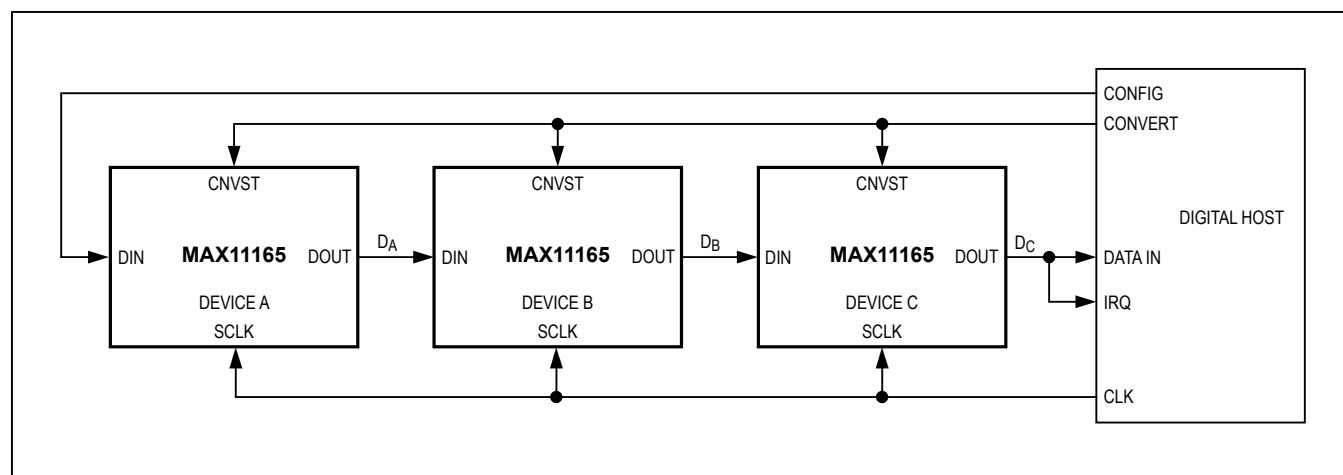 CONFIG
CONVERT
CNVST CNVST CNVST
DIGITAL HOST
DIN MAX11165 DOUT DA DIN MAX11165 DOUT DB DIN MAX11165 DOUT DC DATA IN
DEVICE A DEVICE B DEVICE C IRQ
SCLK SCLK SCLK
CLK